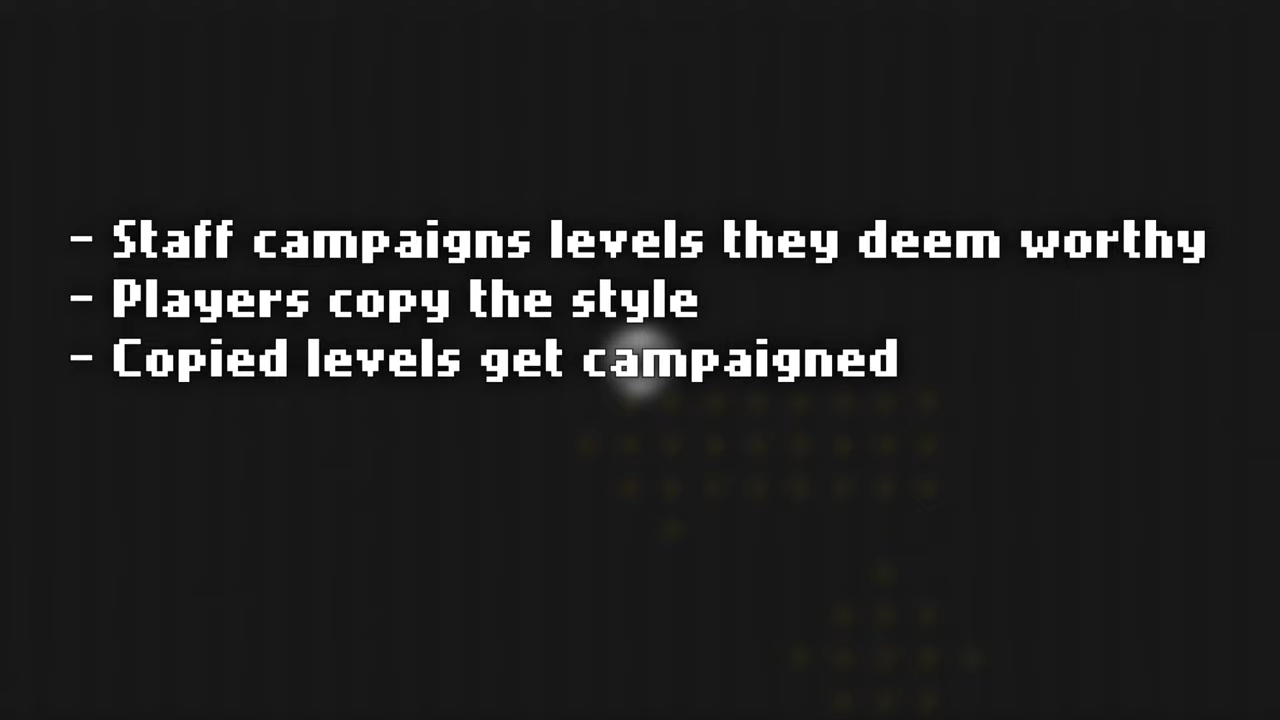 - Staff campaigns levels they deem worthy
- Players copy the style
- Copied levels get campaigned